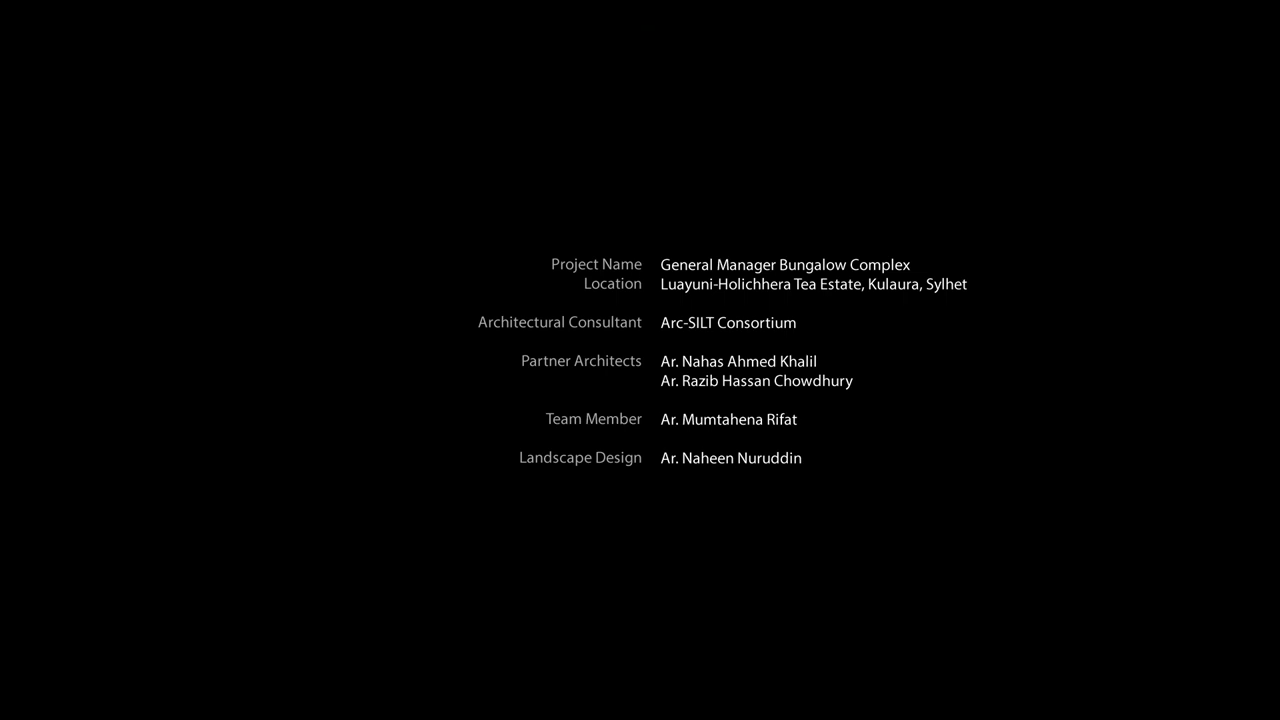 Project Name General Manager Bungalow Complex
Location Luayuni-Holichhera Tea Estate, Kulaura, Sylhet
Architectural Consultant Arc-SILT Consortium
Partner Architects Ar. Nahas Ahmed Khalil
Ar. Razib Hassan Chowdhury
Team Member Ar. Mumtahena Rifat
Landscape Design Ar. Naheen Nuruddin